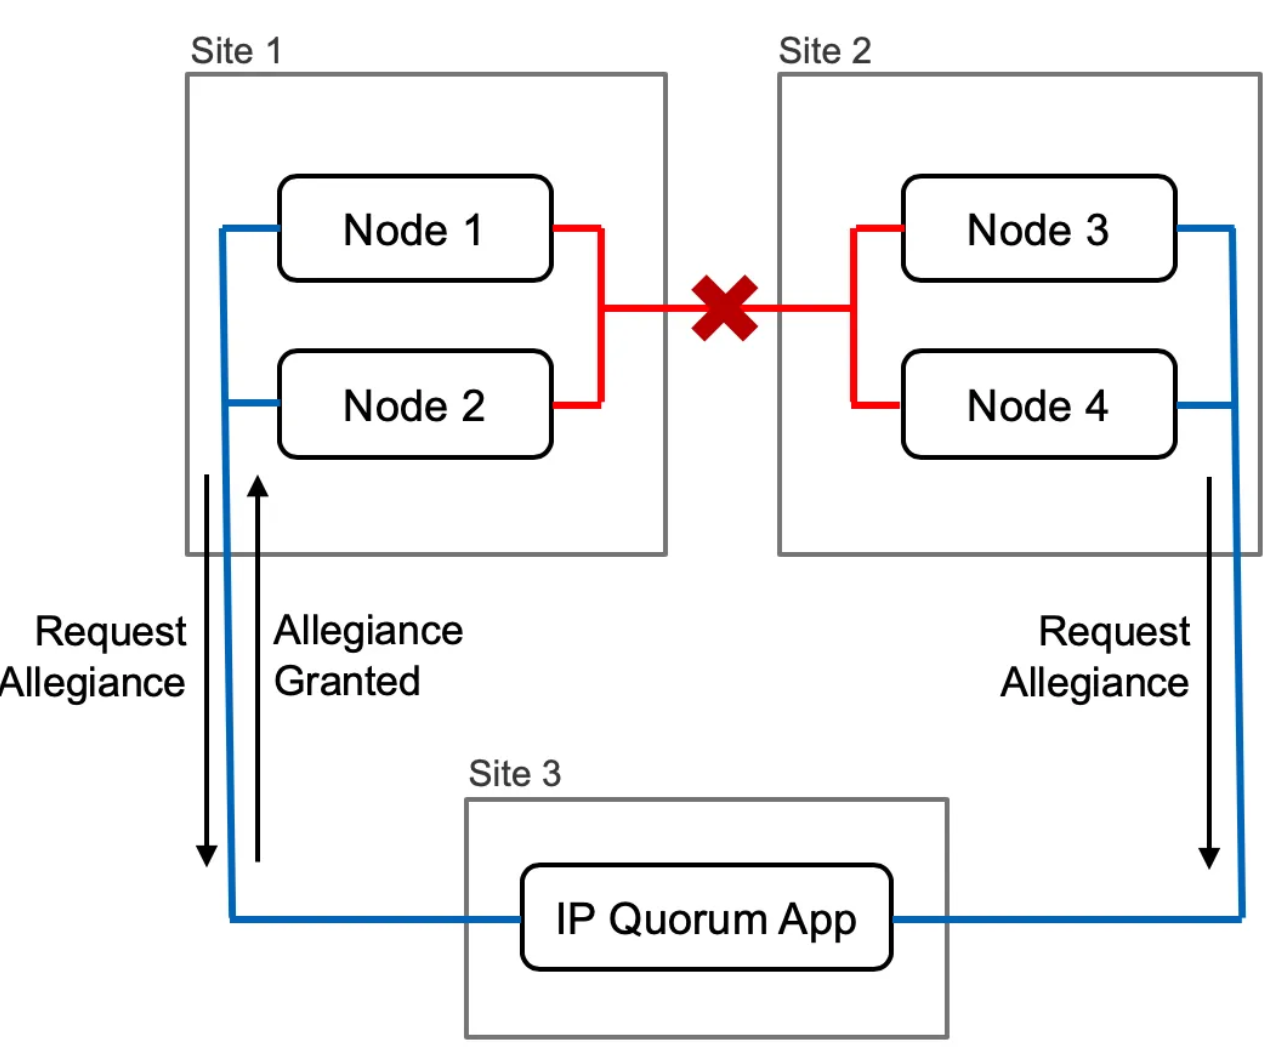 Site 1
Site 2
Node 1
Node 3
Node 2
Node 4
Request
Allegiance
Allegiance
Granted
Request
Allegiance
Site 3
IP Quorum App